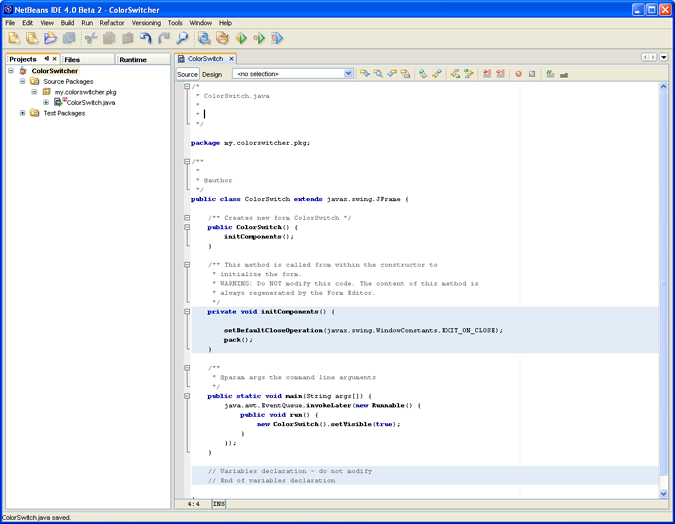 NetBeans IDE 4.0 Beta 2 - ColorSwitcher
File Edit View Build Run Refactor Versioning Tools Window Help
Projects Files Runtime
ColorSwitcher
Source Packages
my.colorswitcher.pkg
ColorSwitch.java
Test Packages
ColorSwitch
Source Design <no selection>
/*
* ColorSwitch.java
*
*
*/
package my.colorswitcher.pkg;
/**
*
* @author
*/
public class ColorSwitch extends javax.swing.JFrame {
/** Creates new form ColorSwitch */
public ColorSwitch() {
initComponents();
}
/** This method is called from within the constructor to
* initialize the form.
* WARNING: Do NOT modify this code. The content of this method is
* always regenerated by the Form Editor.
*/
private void initComponents() {
setDefaultCloseOperation(javax.swing.WindowConstants.EXIT_ON_CLOSE);
pack();
}
/**
* @param args the command line arguments
*/
public static void main(String args[]) {
java.awt.EventQueue.invokeLater(new Runnable() {
public void run() {
new ColorSwitch().setVisible(true);
}
});
}
// Variables declaration - do not modify
// End of variables declaration
4:4 INS
ColorSwitch.java saved.